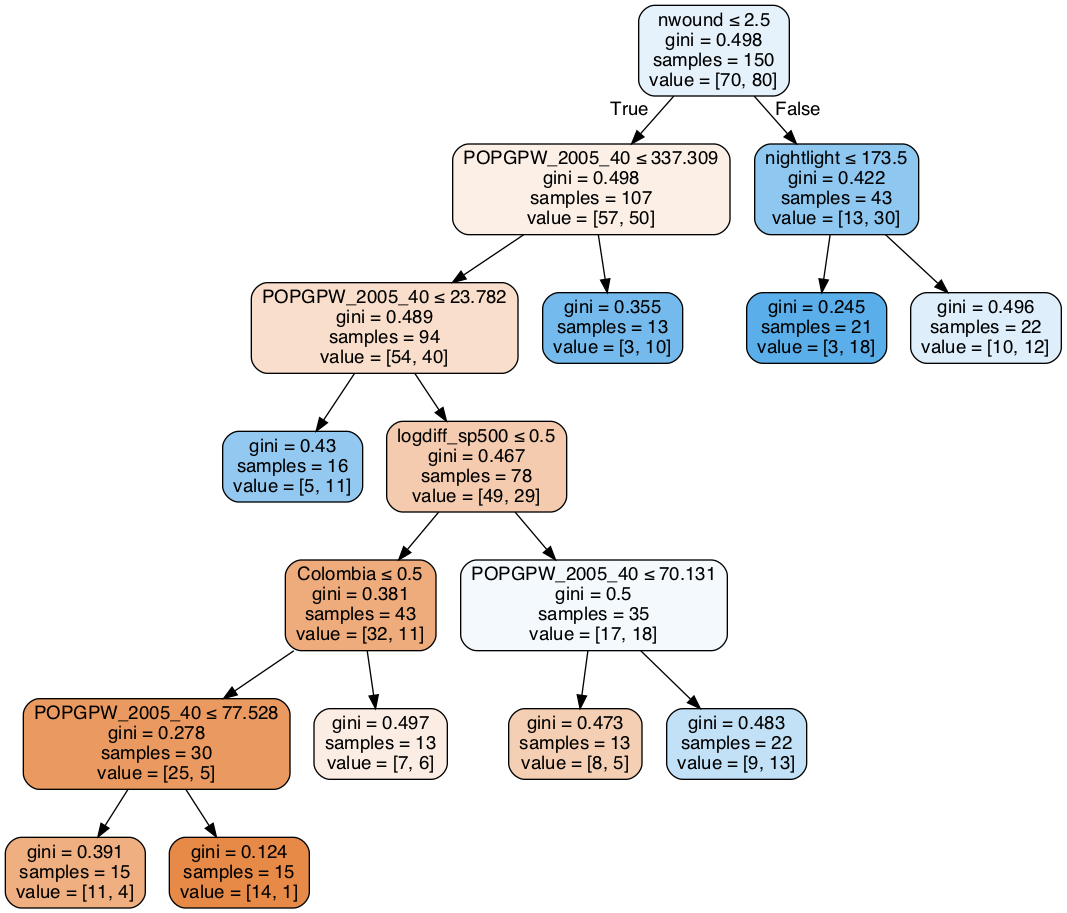 nwound ≤ 2.5
gini = 0.498
samples = 150
value = [70, 80]
True
False
POPGPW_2005_40 ≤ 337.309
gini = 0.498
samples = 107
value = [57, 50]
nightlight ≤ 173.5
gini = 0.422
samples = 43
value = [13, 30]
POPGPW_2005_40 ≤ 23.782
gini = 0.489
samples = 94
value = [54, 40]
gini = 0.355
samples = 13
value = [3, 10]
gini = 0.245
samples = 21
value = [3, 18]
gini = 0.496
samples = 22
value = [10, 12]
gini = 0.43
samples = 16
value = [5, 11]
logdiff_sp500 ≤ 0.5
gini = 0.467
samples = 78
value = [49, 29]
Colombia ≤ 0.5
gini = 0.381
samples = 43
value = [32, 11]
POPGPW_2005_40 ≤ 70.131
gini = 0.5
samples = 35
value = [17, 18]
POPGPW_2005_40 ≤ 77.528
gini = 0.278
samples = 30
value = [25, 5]
gini = 0.497
samples = 13
value = [7, 6]
gini = 0.473
samples = 13
value = [8, 5]
gini = 0.483
samples = 22
value = [9, 13]
gini = 0.391
samples = 15
value = [11, 4]
gini = 0.124
samples = 15
value = [14, 1]